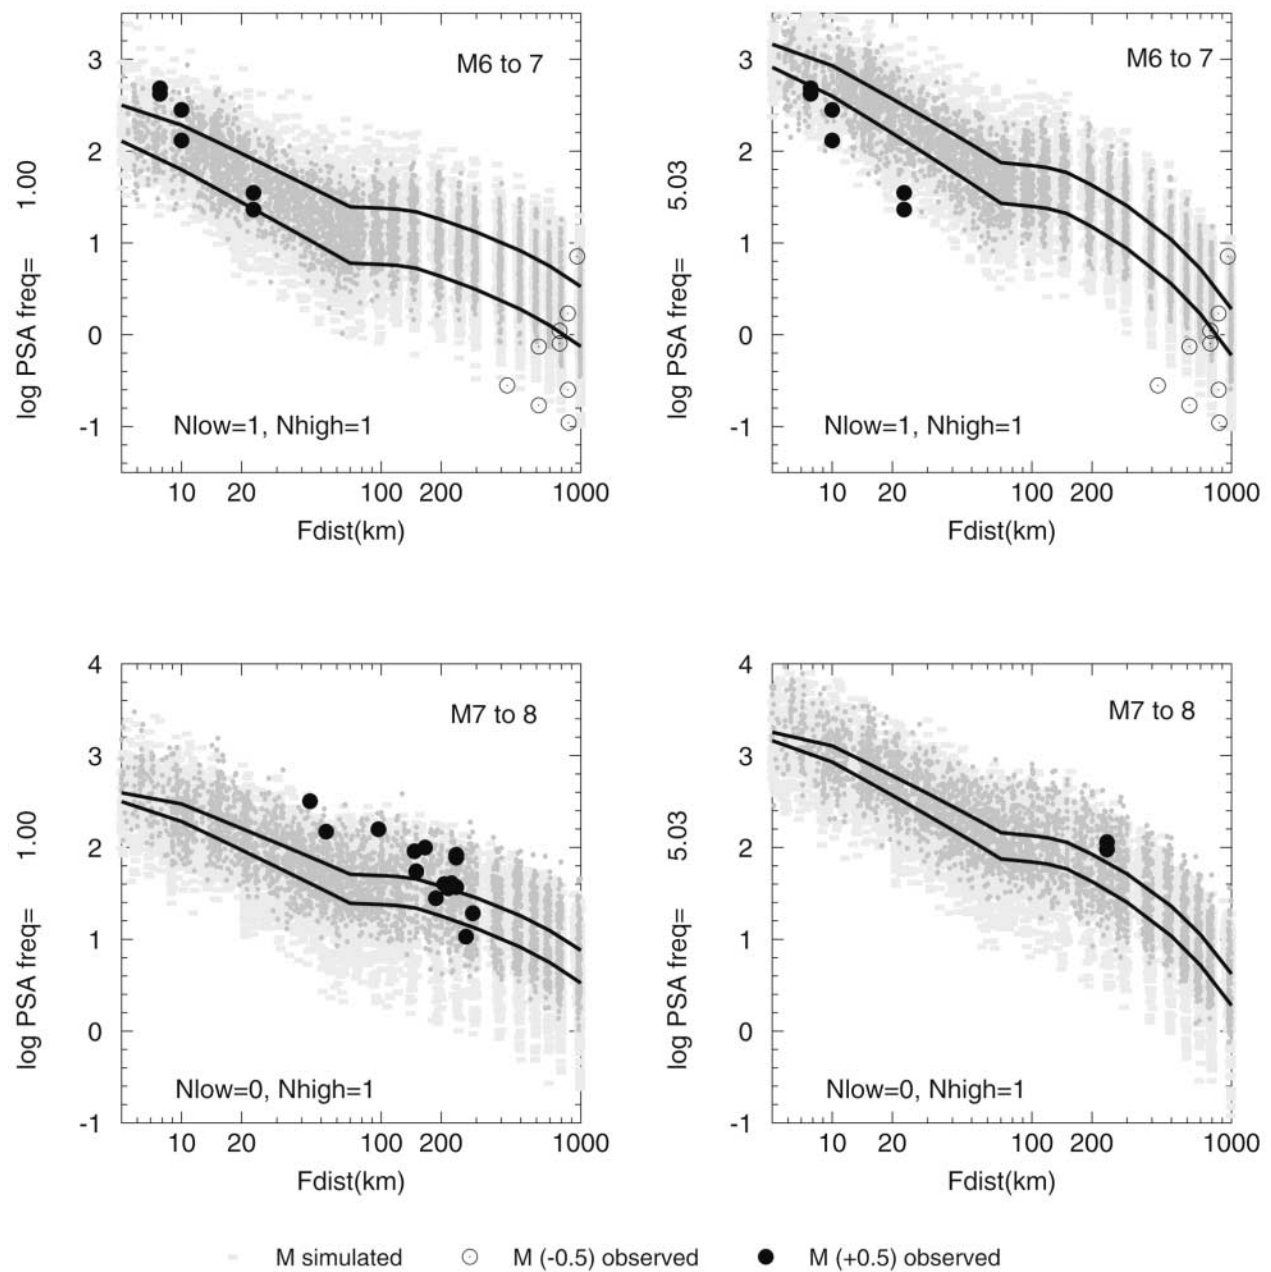 M6 to 7
3
2
1
0
-1
log PSA freq= 1.00
Nlow=1, Nhigh=1
10 20 100 200 1000
Fdist(km)
M6 to 7
3
2
1
0
-1
log PSA freq= 5.03
Nlow=1, Nhigh=1
10 20 100 200 1000
Fdist(km)
M7 to 8
4
3
2
1
0
-1
log PSA freq= 1.00
Nlow=0, Nhigh=1
10 20 100 200 1000
Fdist(km)
M7 to 8
4
3
2
1
0
-1
log PSA freq= 5.03
Nlow=0, Nhigh=1
10 20 100 200 1000
Fdist(km)
M simulated M (-0.5) observed M (+0.5) observed